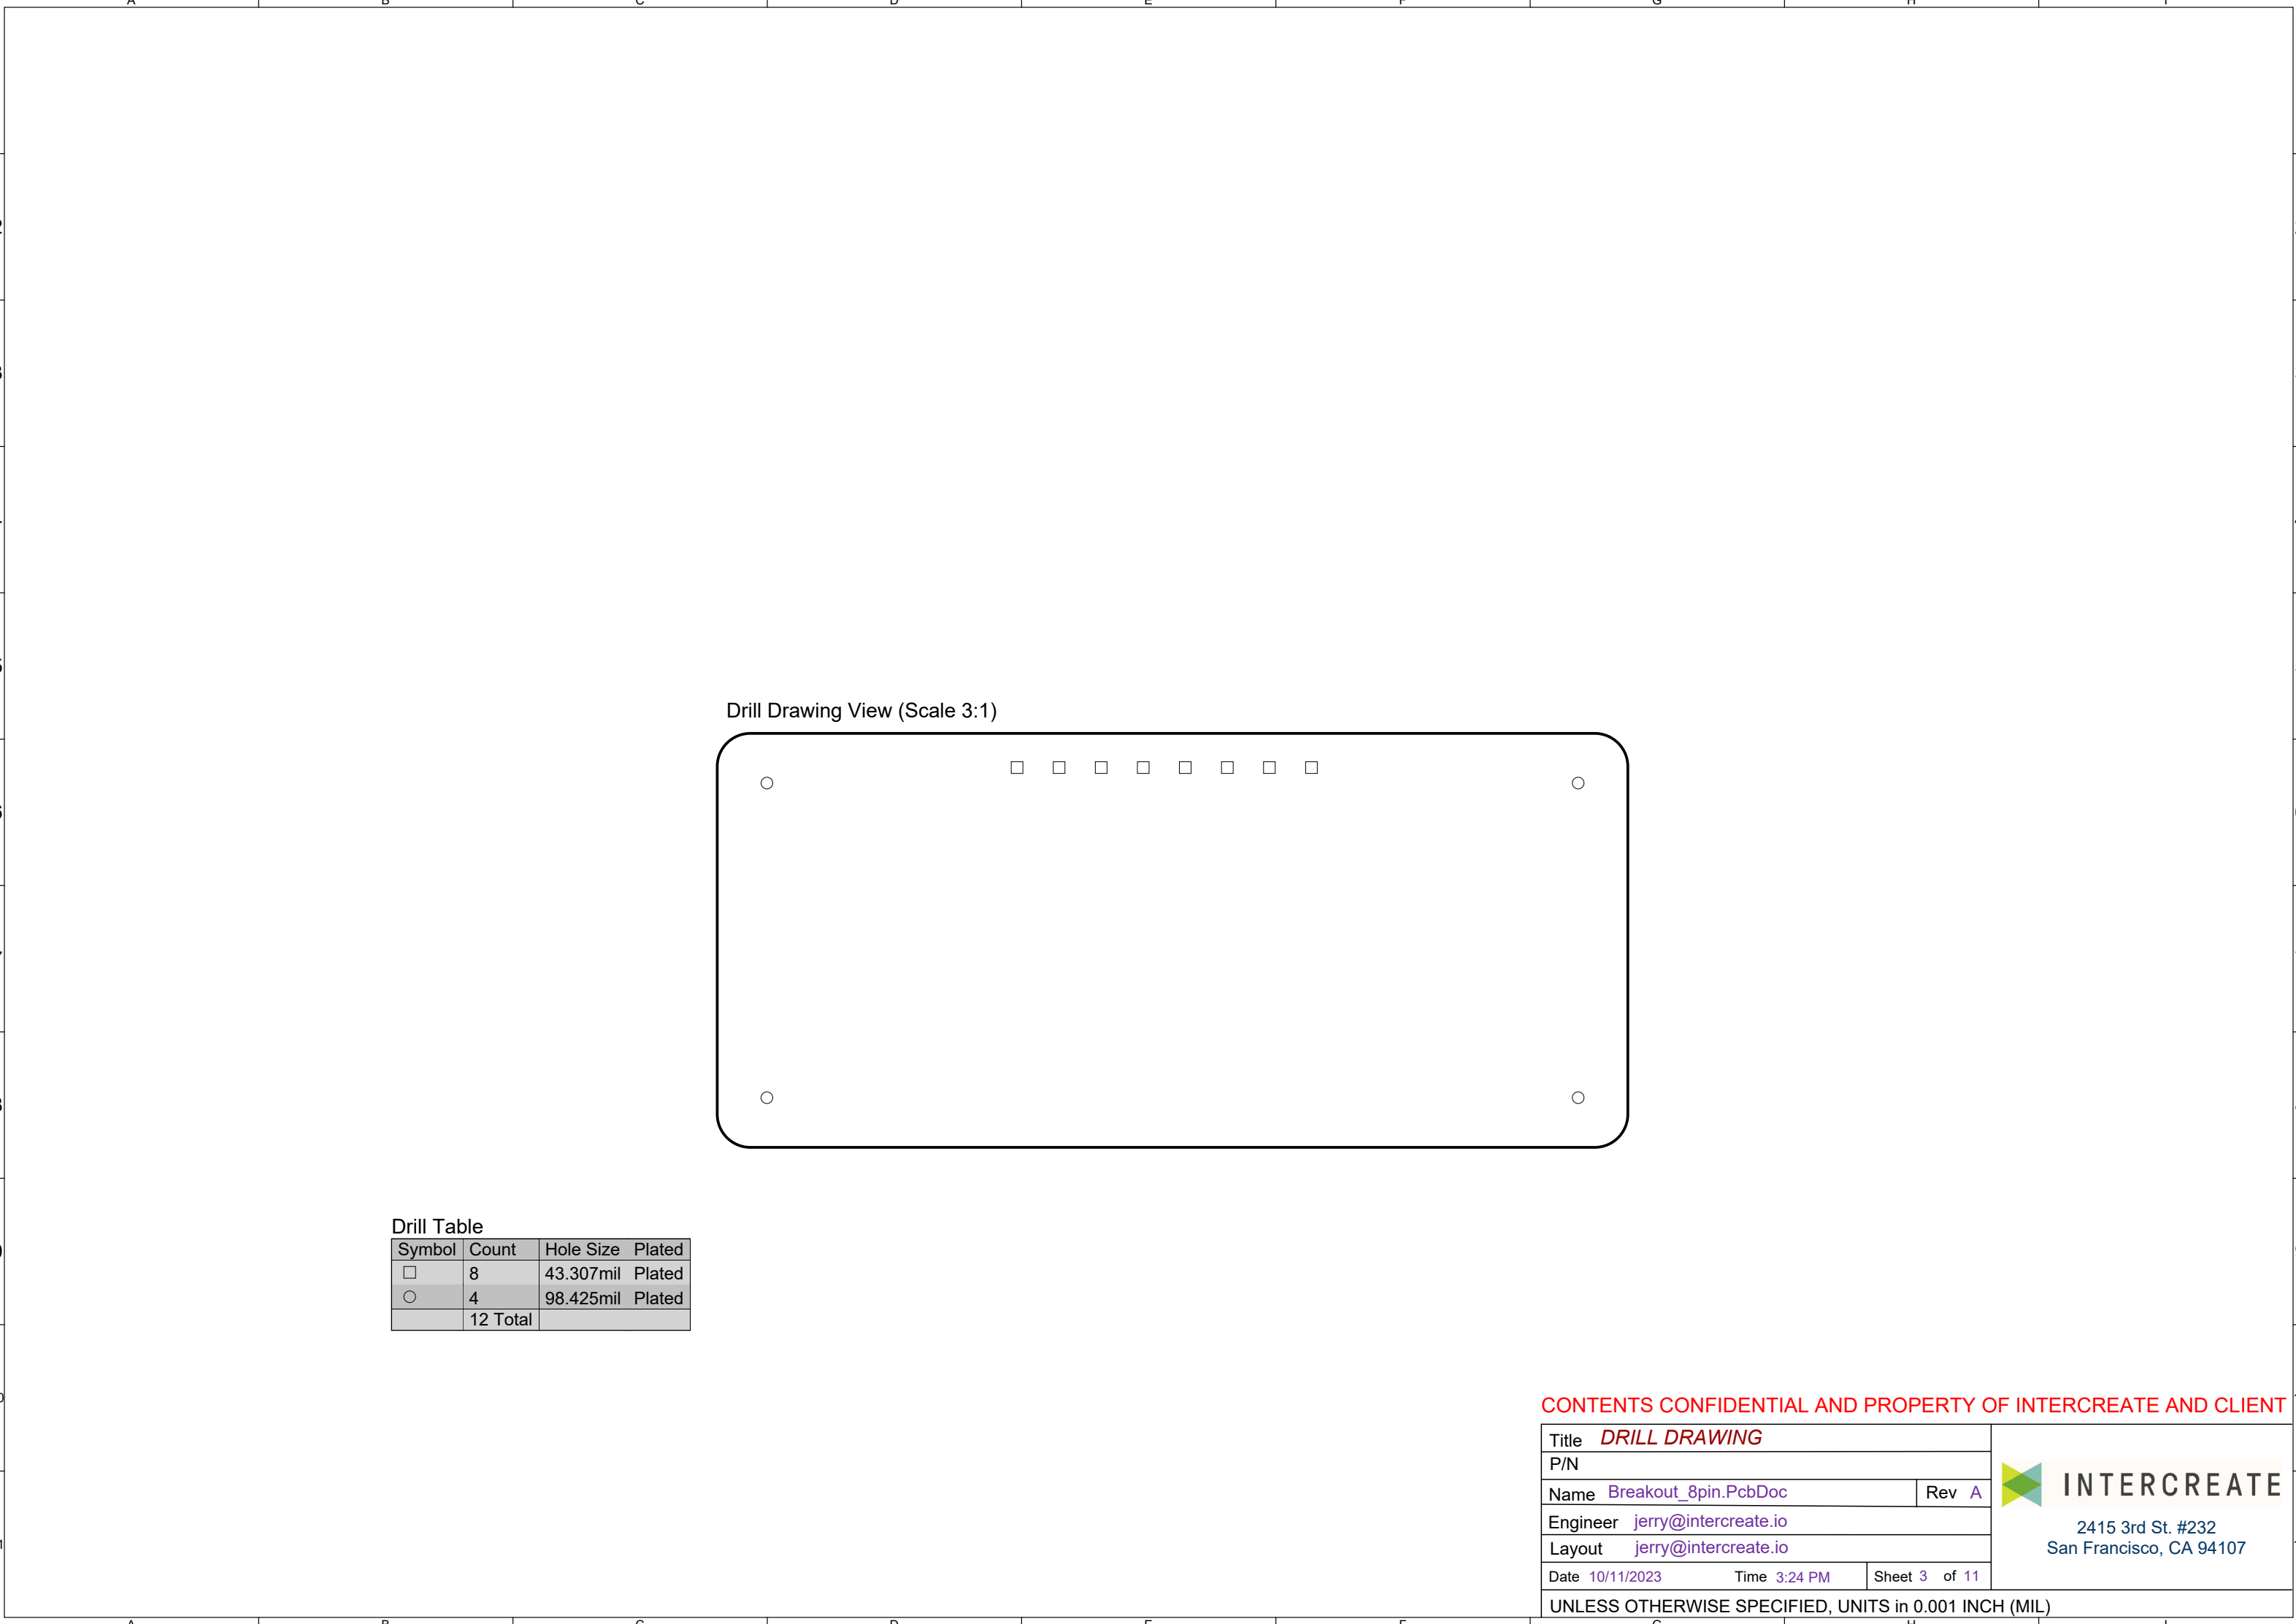 A B C D E F G H I
Drill Drawing View (Scale 3:1)
Drill Table
Symbol Count Hole Size Plated
8 43.307mil Plated
4 98.425mil Plated
12 Total
CONTENTS CONFIDENTIAL AND PROPERTY OF INTERCREATE AND CLIENT
Title DRILL DRAWING
P/N
Name Breakout_8pin.PcbDoc Rev A
Engineer jerry@intercreate.io
Layout jerry@intercreate.io
Date 10/11/2023 Time 3:24 PM Sheet 3 of 11
UNLESS OTHERWISE SPECIFIED, UNITS in 0.001 INCH (MIL)
INTERCREATE
2415 3rd St. #232
San Francisco, CA 94107